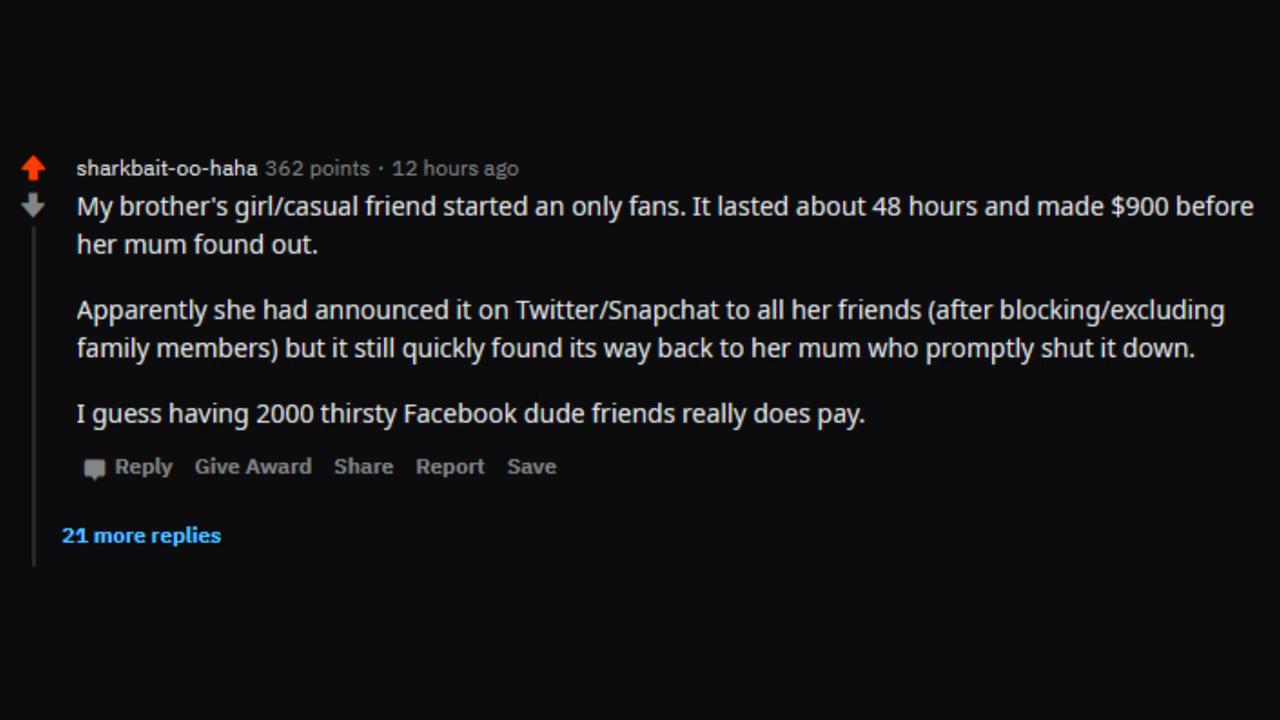 sharkbait-oo-haha 362 points · 12 hours ago
My brother's girl/casual friend started an only fans. It lasted about 48 hours and made $900 before
her mum found out.
Apparently she had announced it on Twitter/Snapchat to all her friends (after blocking/excluding
family members) but it still quickly found its way back to her mum who promptly shut it down.
I guess having 2000 thirsty Facebook dude friends really does pay.
Reply Give Award Share Report Save
21 more replies